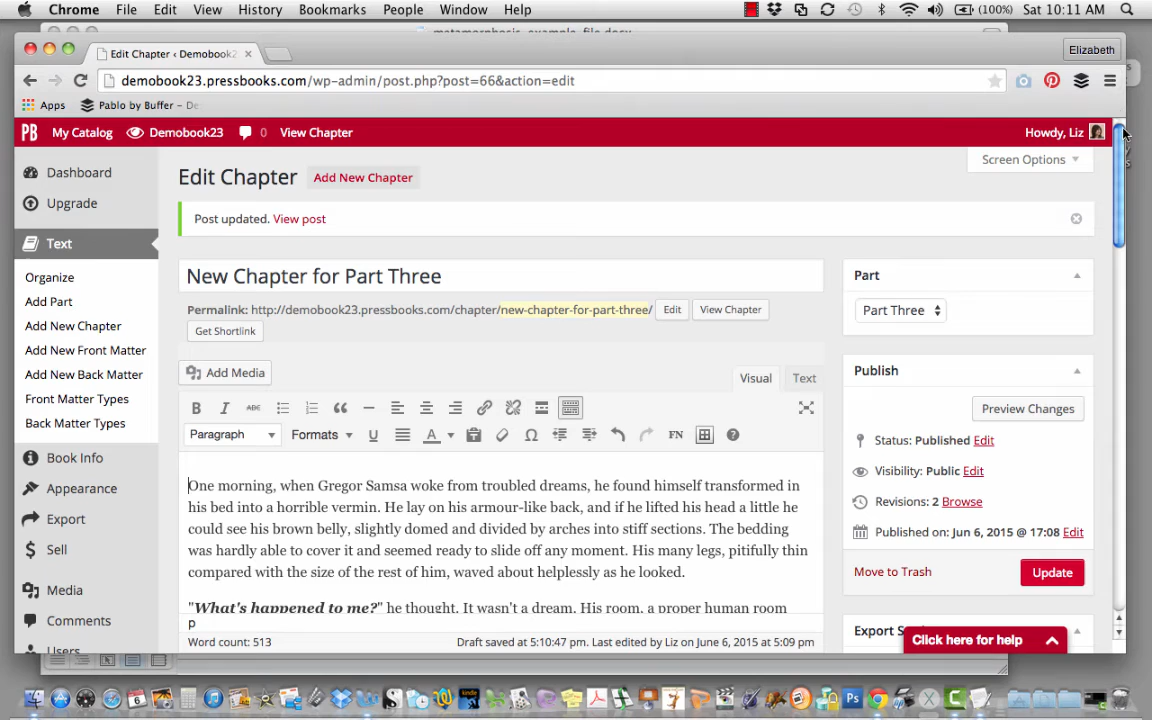 Chrome File Edit View History Bookmarks People Window Help (100%) Sat 10:11 AM
metamorphosis_example_file.docx
Edit Chapter ‹ Demobook2 Elizabeth
demobook23.pressbooks.com/wp-admin/post.php?post=66&action=edit
Apps Pablo by Buffer – De
PB My Catalog Demobook23 0 View Chapter Howdy, Liz
Dashboard
Upgrade
Text
Organize
Add Part
Add New Chapter
Add New Front Matter
Add New Back Matter
Front Matter Types
Back Matter Types
Book Info
Appearance
Export
Sell
Media
Comments
Users
Screen Options
Edit Chapter Add New Chapter
Post updated. View post
New Chapter for Part Three
Permalink: http://demobook23.pressbooks.com/chapter/new-chapter-for-part-three/ Edit View Chapter
Get Shortlink
Add Media Visual Text
B I ABC
Paragraph Formats U A Ω FN
One morning, when Gregor Samsa woke from troubled dreams, he found himself transformed in
his bed into a horrible vermin. He lay on his armour-like back, and if he lifted his head a little he
could see his brown belly, slightly domed and divided by arches into stiff sections. The bedding
was hardly able to cover it and seemed ready to slide off any moment. His many legs, pitifully thin
compared with the size of the rest of him, waved about helplessly as he looked.
"What's happened to me?" he thought. It wasn't a dream. His room, a proper human room
p
Word count: 513 Draft saved at 5:10:47 pm. Last edited by Liz on June 6, 2015 at 5:09 pm
Part
Part Three
Publish
Preview Changes
Status: Published Edit
Visibility: Public Edit
Revisions: 2 Browse
Published on: Jun 6, 2015 @ 17:08 Edit
Move to Trash Update
Click here for help